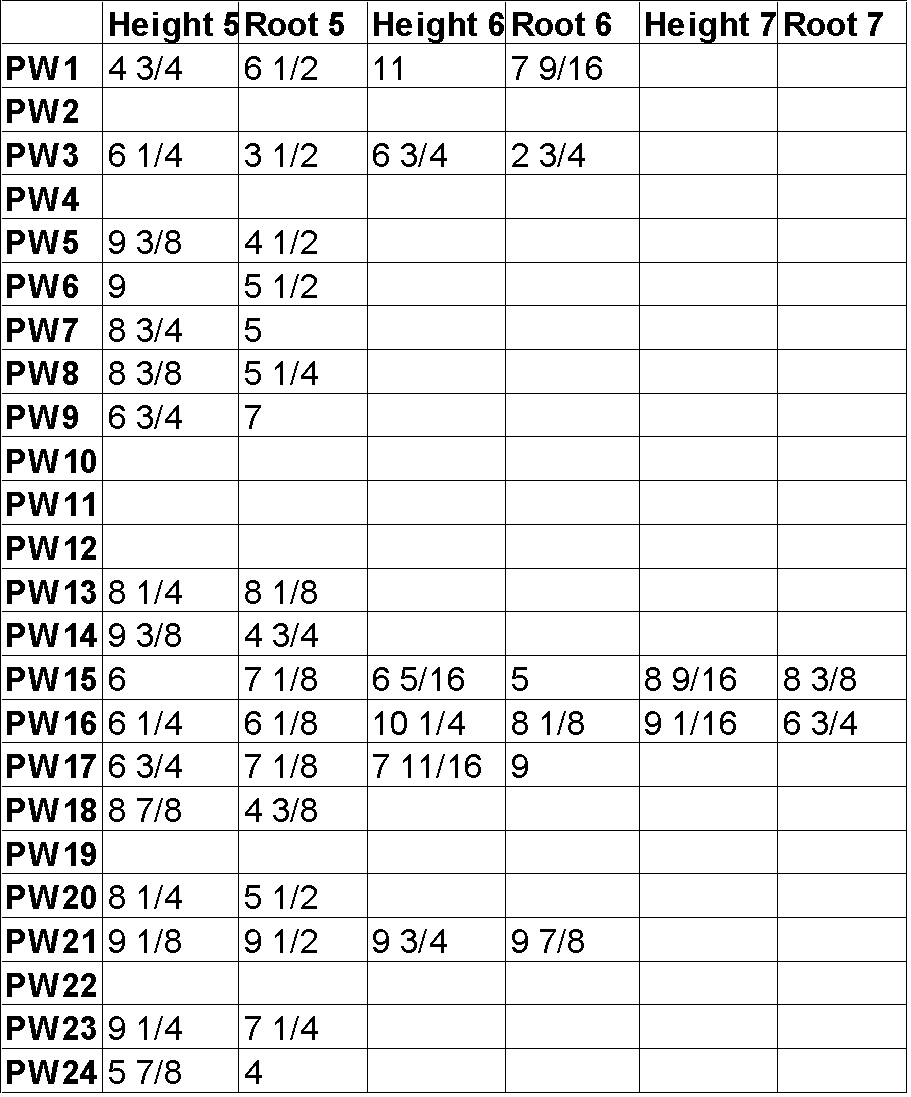 Height 5 Root 5 Height 6 Root 6 Height 7 Root 7
PW1 4 3/4 6 1/2 11 7 9/16
PW2
PW3 6 1/4 3 1/2 6 3/4 2 3/4
PW4
PW5 9 3/8 4 1/2
PW6 9 5 1/2
PW7 8 3/4 5
PW8 8 3/8 5 1/4
PW9 6 3/4 7
PW10
PW11
PW12
PW13 8 1/4 8 1/8
PW14 9 3/8 4 3/4
PW15 6 7 1/8 6 5/16 5 8 9/16 8 3/8
PW16 6 1/4 6 1/8 10 1/4 8 1/8 9 1/16 6 3/4
PW17 6 3/4 7 1/8 7 11/16 9
PW18 8 7/8 4 3/8
PW19
PW20 8 1/4 5 1/2
PW21 9 1/8 9 1/2 9 3/4 9 7/8
PW22
PW23 9 1/4 7 1/4
PW24 5 7/8 4